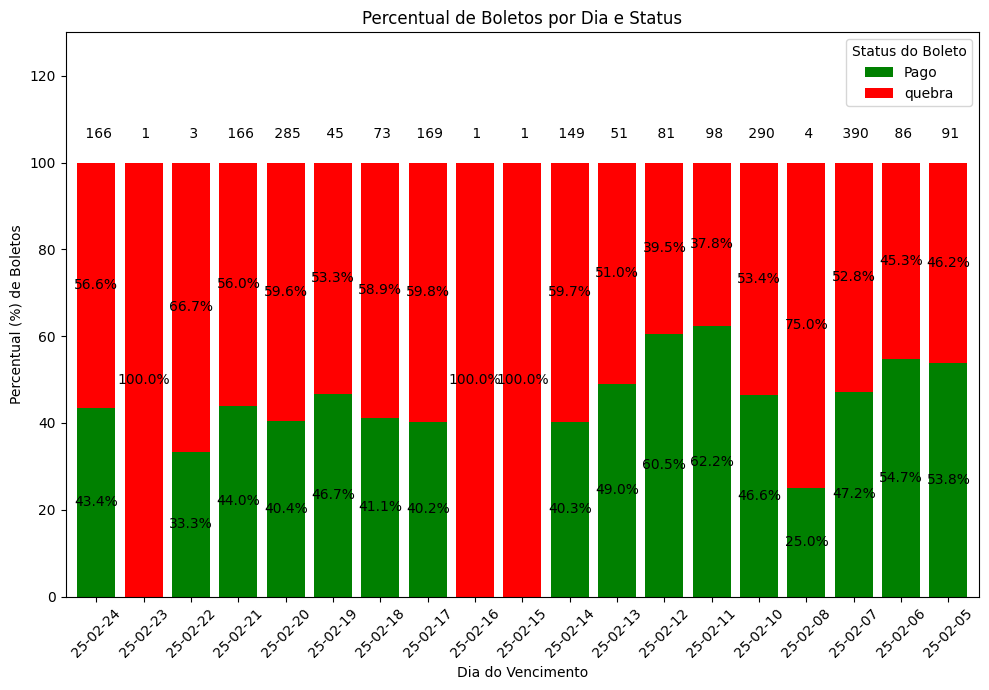 Percentual de Boletos por Dia e Status
Status do Boleto
Pago
quebra
Percentual (%) de Boletos
120
100
80
60
40
20
0
166 1 3 166 285 45 73 169 1 1 149 51 81 98 290 4 390 86 91
56.6% 100.0% 66.7% 56.0% 59.6% 53.3% 58.9% 59.8% 100.0% 100.0% 59.7% 51.0% 39.5% 37.8% 53.4% 75.0% 52.8% 45.3% 46.2%
43.4% 33.3% 44.0% 40.4% 46.7% 41.1% 40.2% 40.3% 49.0% 60.5% 62.2% 46.6% 25.0% 47.2% 54.7% 53.8%
25-02-24 25-02-23 25-02-22 25-02-21 25-02-20 25-02-19 25-02-18 25-02-17 25-02-16 25-02-15 25-02-14 25-02-13 25-02-12 25-02-11 25-02-10 25-02-08 25-02-07 25-02-06 25-02-05
Dia do Vencimento